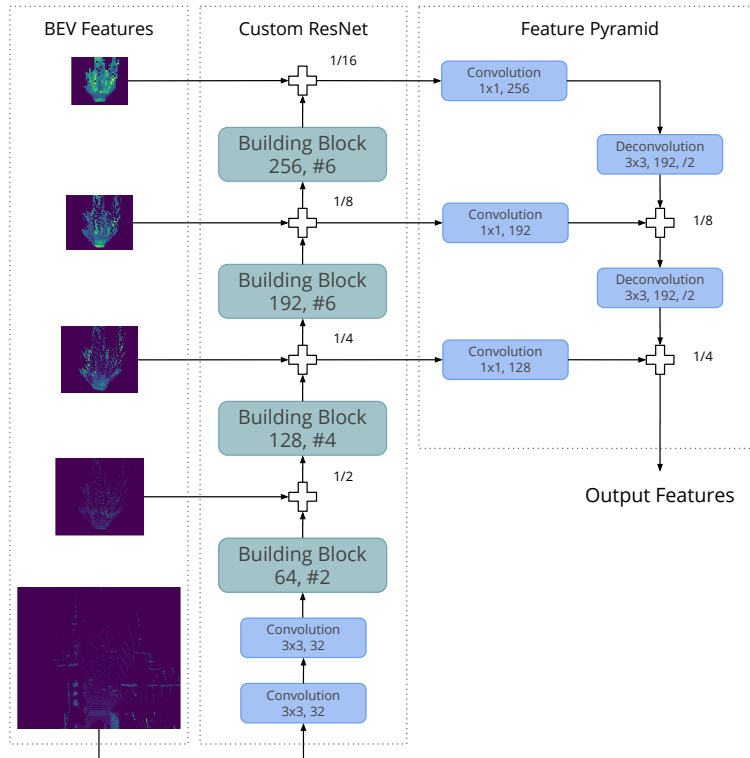 BEV Features
Custom ResNet
Feature Pyramid
1/16
Convolution
1x1, 256
Building Block
256, #6
Deconvolution
3x3, 192, /2
1/8
Convolution
1x1, 192
1/8
Building Block
192, #6
Deconvolution
3x3, 192, /2
1/4
Convolution
1x1, 128
1/4
Building Block
128, #4
1/2
Output Features
Building Block
64, #2
Convolution
3x3, 32
Convolution
3x3, 32